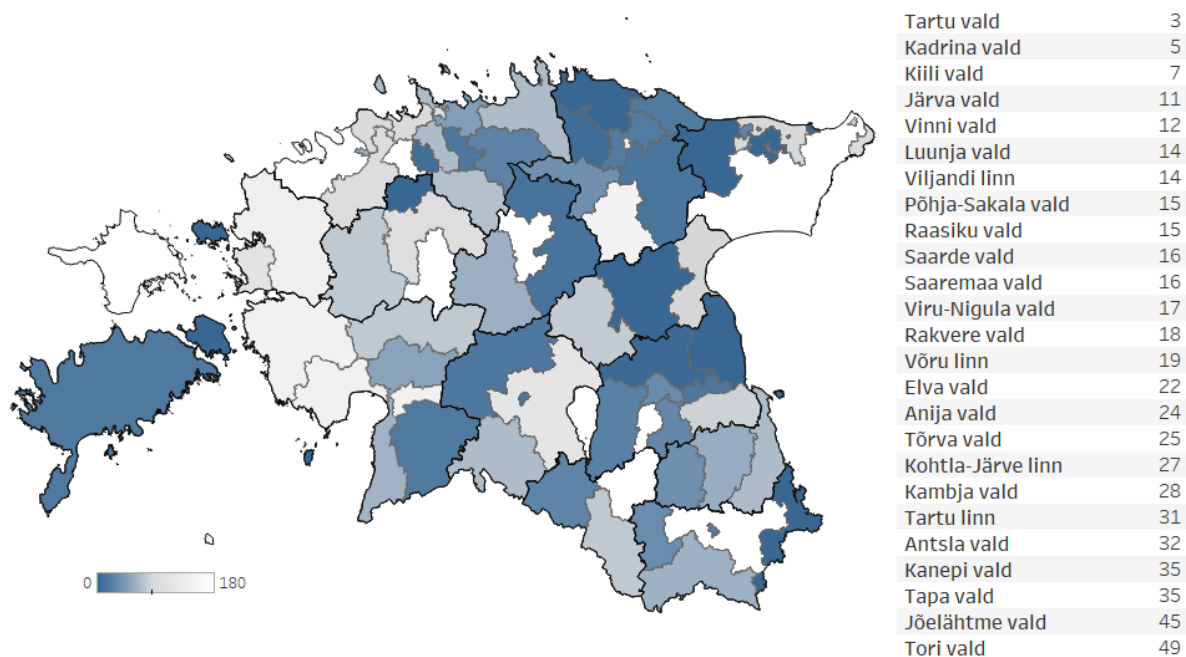 Tartu vald 3
Kadrina vald 5
Kiili vald 7
Järva vald 11
Vinni vald 12
Luunja vald 14
Viljandi linn 14
Põhja-Sakala vald 15
Raasiku vald 15
Saarde vald 16
Saaremaa vald 16
Viru-Nigula vald 17
Rakvere vald 18
Võru linn 19
Elva vald 22
Anija vald 24
Tõrva vald 25
Kohtla-Järve linn 27
Kambja vald 28
Tartu linn 31
Antsla vald 32
Kanepi vald 35
Tapa vald 35
Jõelähtme vald 45
Tori vald 49
0 180